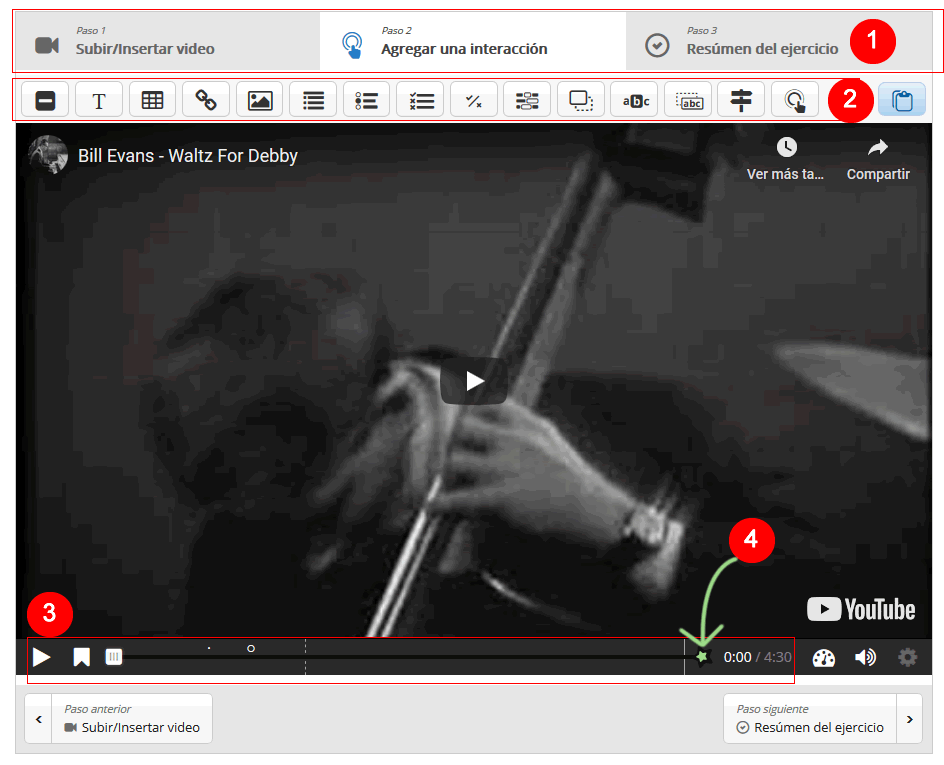 Paso 1
Subir/Insertar video
Paso 2
Agregar una interacción
Paso 3
Resúmen del ejercicio
1
T
abc
abc
2
Bill Evans - Waltz For Debby
Ver más ta...
Compartir
4
YouTube
3
0:00 / 4:30
Paso anterior
Subir/Insertar video
Paso siguiente
Resúmen del ejercicio